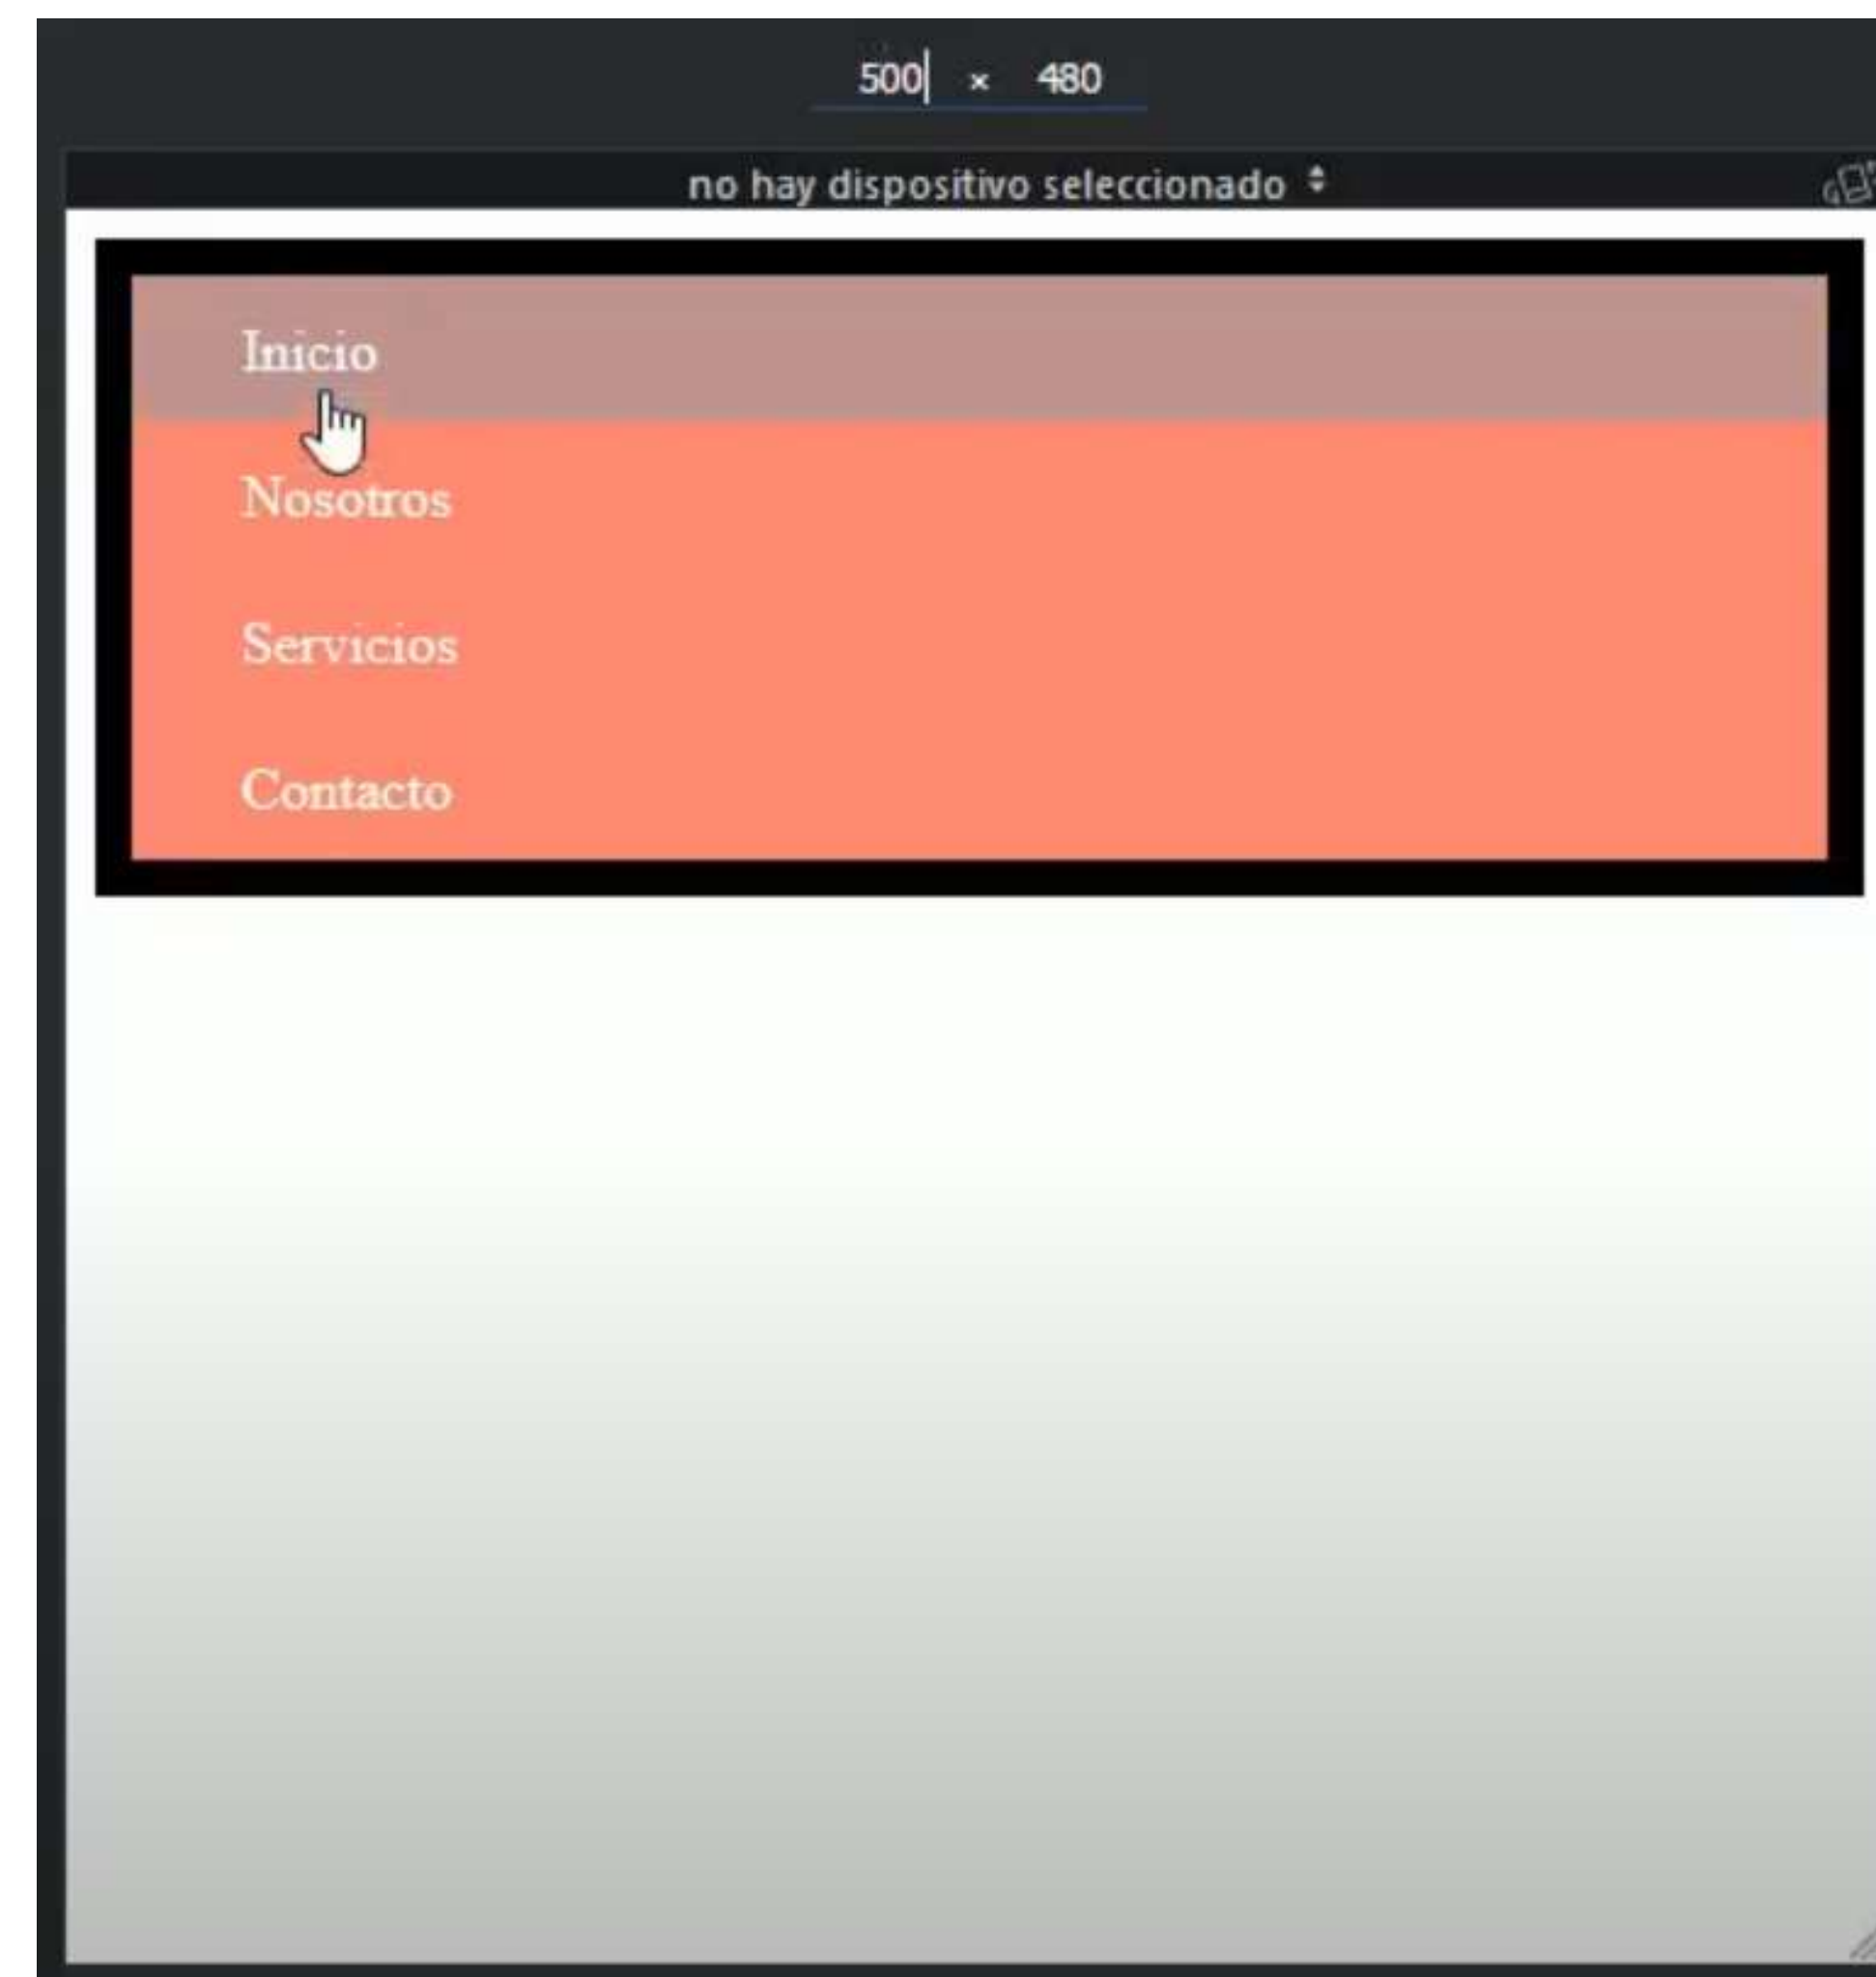 500 × 480
no hay dispositivo seleccionado
Inicio
Nosotros
Servicios
Contacto